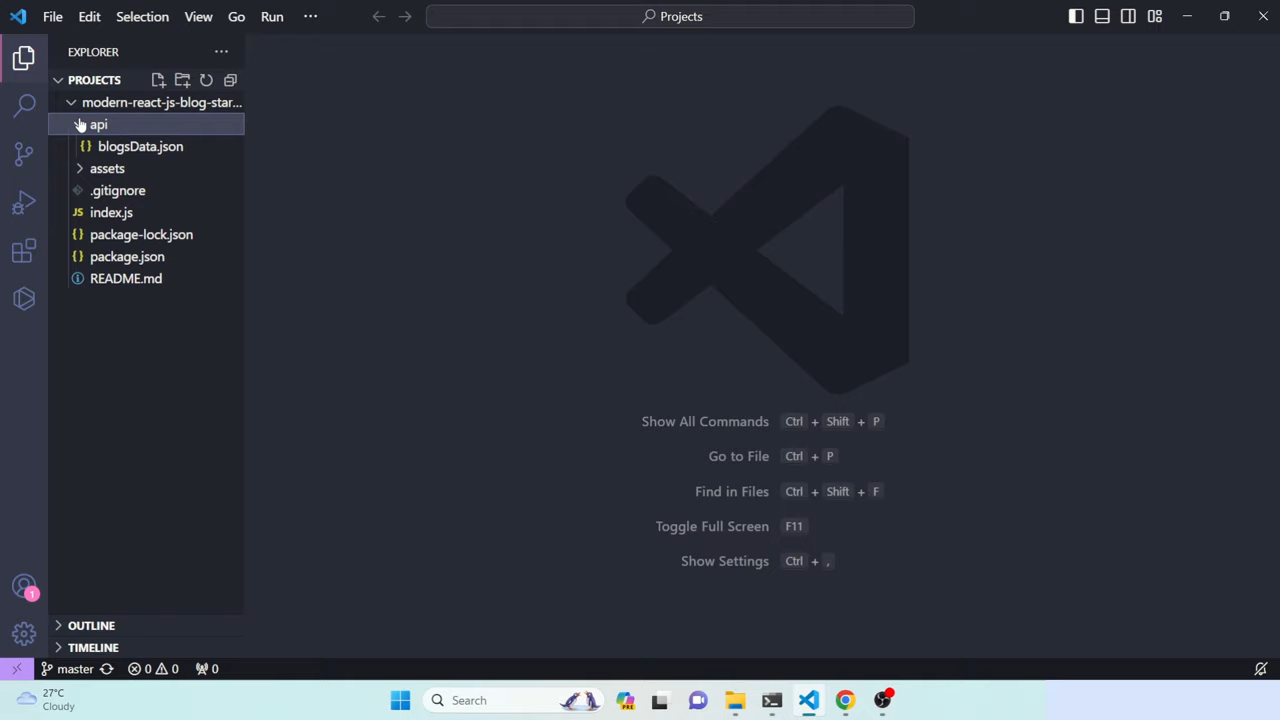 File Edit Selection View Go Run ···
Projects
EXPLORER ···
PROJECTS
modern-react-js-blog-star...
api
{} blogsData.json
assets
.gitignore
JS index.js
{} package-lock.json
{} package.json
README.md
Show All Commands Ctrl + Shift + P
Go to File Ctrl + P
Find in Files Ctrl + Shift + F
Toggle Full Screen F11
Show Settings Ctrl + ,
1
OUTLINE
TIMELINE
master 0 0 0
27°C
Cloudy
Search
PRE